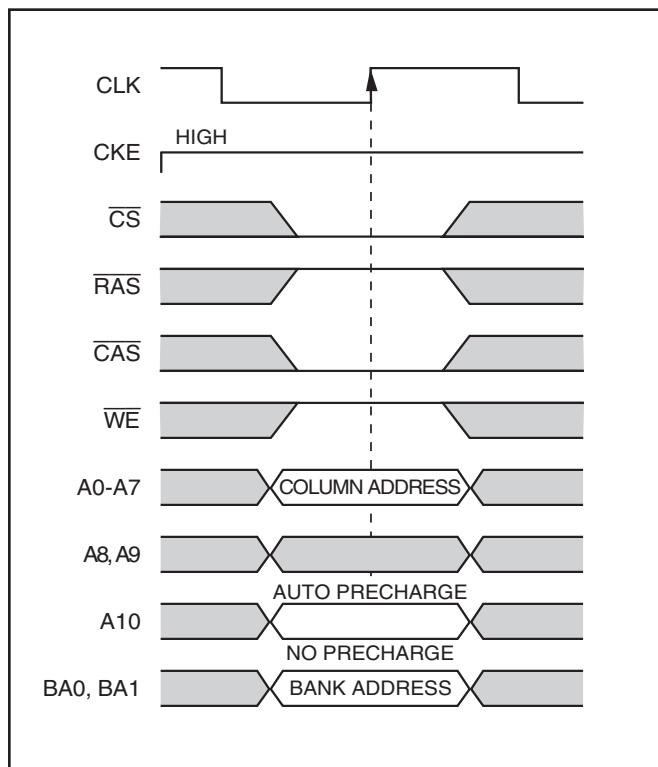 CLK
CKE
HIGH
CS
RAS
CAS
WE
A0-A7
COLUMN ADDRESS
A8, A9
AUTO PRECHARGE
A10
NO PRECHARGE
BA0, BA1
BANK ADDRESS